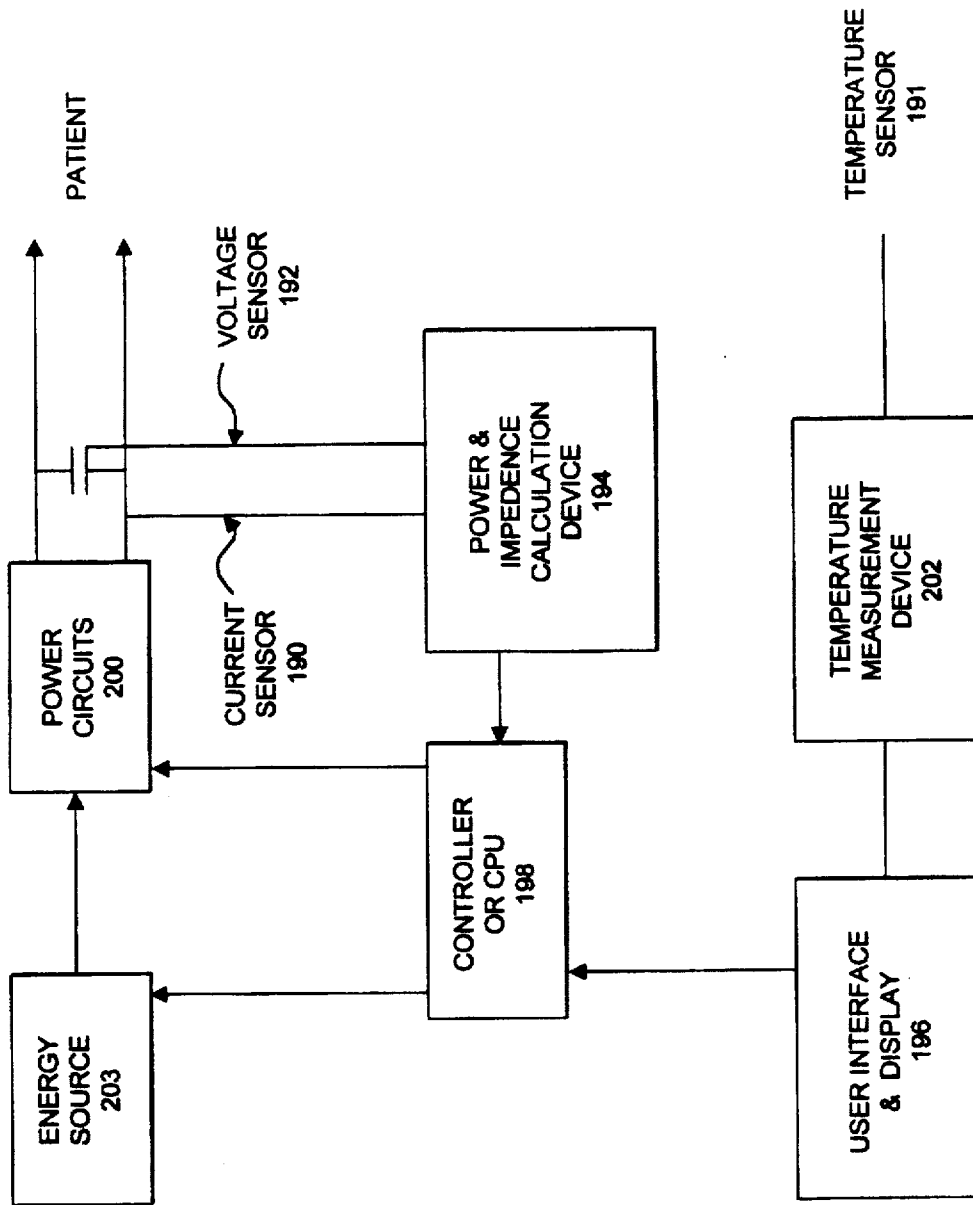 ENERGY
SOURCE
203
POWER
CIRCUITS
200
PATIENT
CURRENT
SENSOR
190
VOLTAGE
SENSOR
192
CONTROLLER
OR CPU
198
POWER &
IMPEDENCE
CALCULATION
DEVICE
194
USER INTERFACE
& DISPLAY
196
TEMPERATURE
MEASUREMENT
DEVICE
202
TEMPERATURE
SENSOR
191